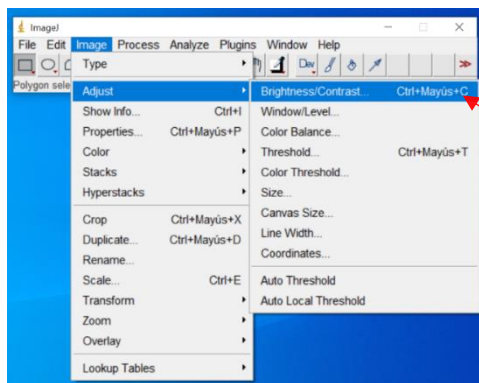 ImageJ
File Edit Image Process Analyze Plugins Window Help
Dev
Polygon sele
Type
Adjust
Show Info... Ctrl+I
Properties... Ctrl+Mayús+P
Color
Stacks
Hyperstacks
Crop Ctrl+Mayús+X
Duplicate... Ctrl+Mayús+D
Rename...
Scale... Ctrl+E
Transform
Zoom
Overlay
Lookup Tables
Brightness/Contrast... Ctrl+Mayús+C
Window/Level...
Color Balance...
Threshold... Ctrl+Mayús+T
Color Threshold...
Size...
Canvas Size...
Line Width...
Coordinates...
Auto Threshold
Auto Local Threshold